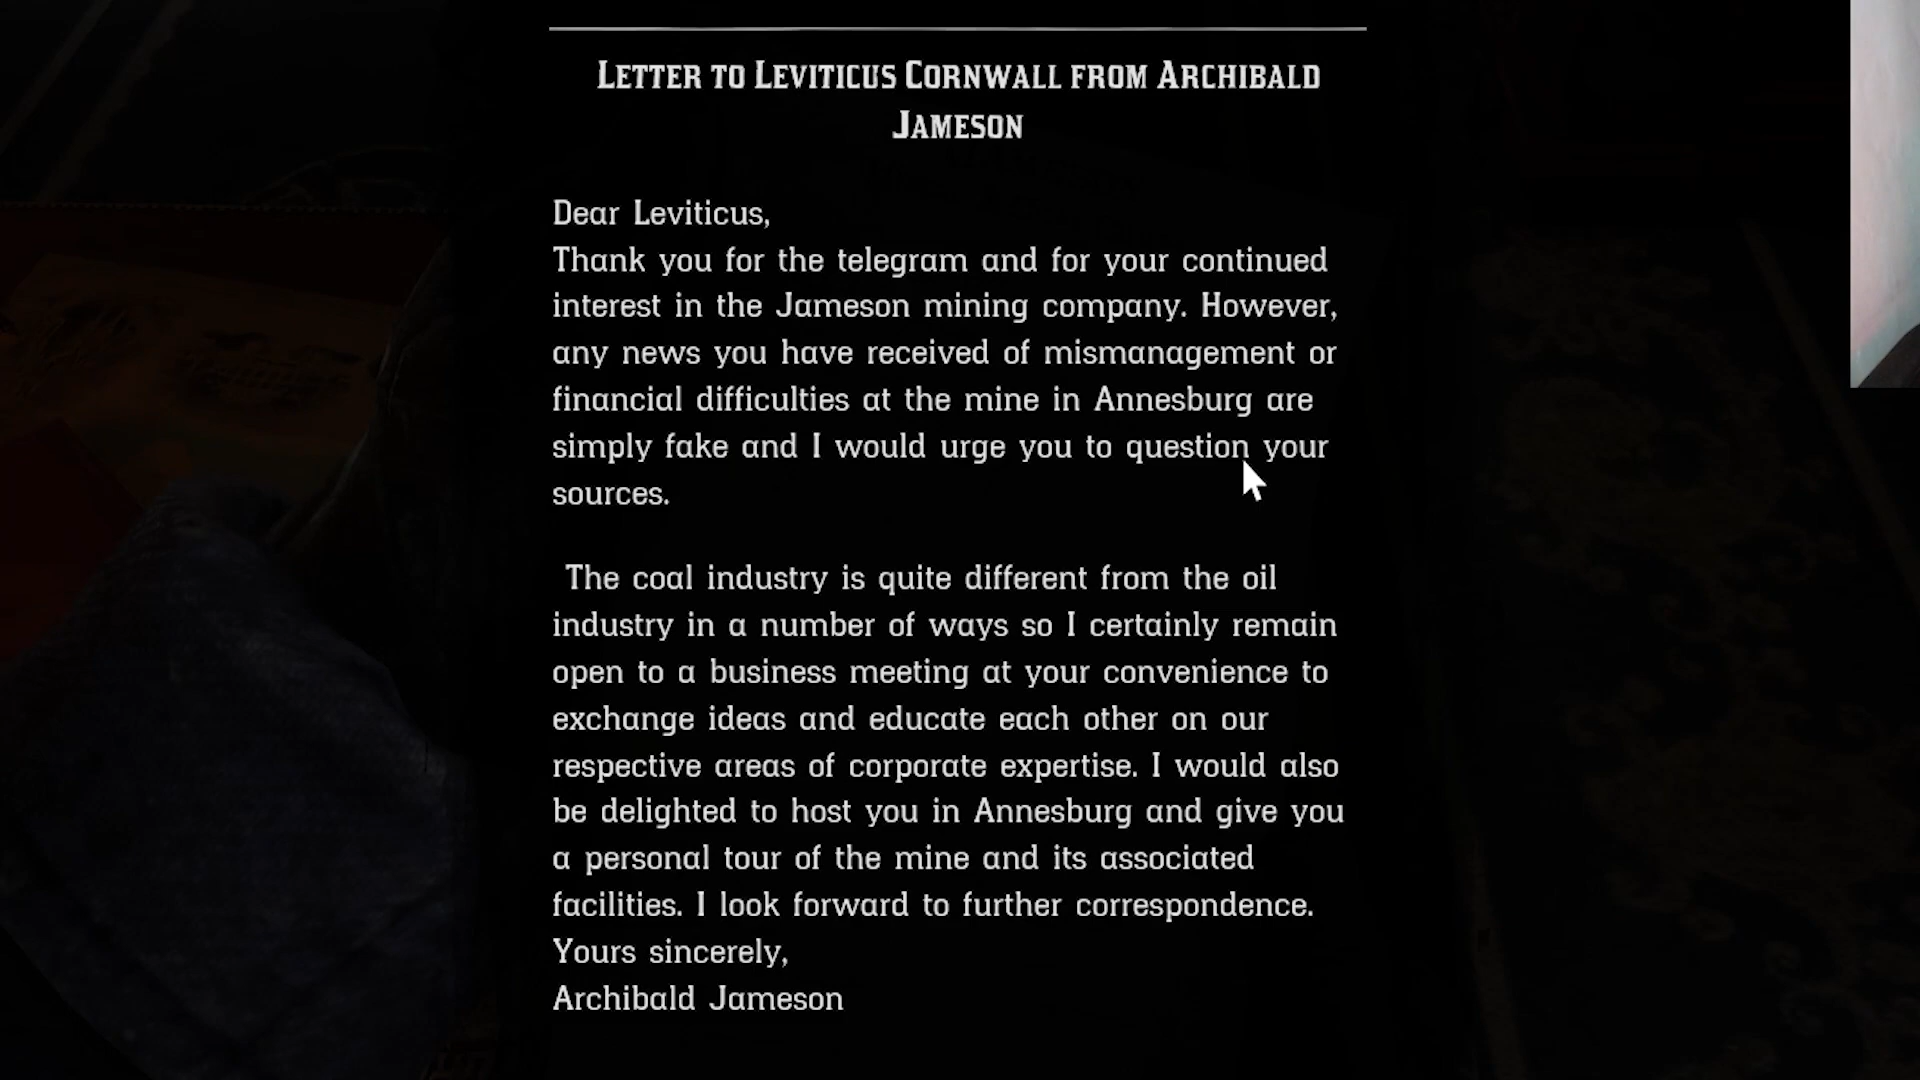 LETTER TO LEVITICUS CORNWALL FROM ARCHIBALD
JAMESON
Dear Leviticus,
Thank you for the telegram and for your continued
interest in the Jameson mining company. However,
any news you have received of mismanagement or
financial difficulties at the mine in Annesburg are
simply fake and I would urge you to question your
sources.
The coal industry is quite different from the oil
industry in a number of ways so I certainly remain
open to a business meeting at your convenience to
exchange ideas and educate each other on our
respective areas of corporate expertise. I would also
be delighted to host you in Annesburg and give you
a personal tour of the mine and its associated
facilities. I look forward to further correspondence.
Yours sincerely,
Archibald Jameson